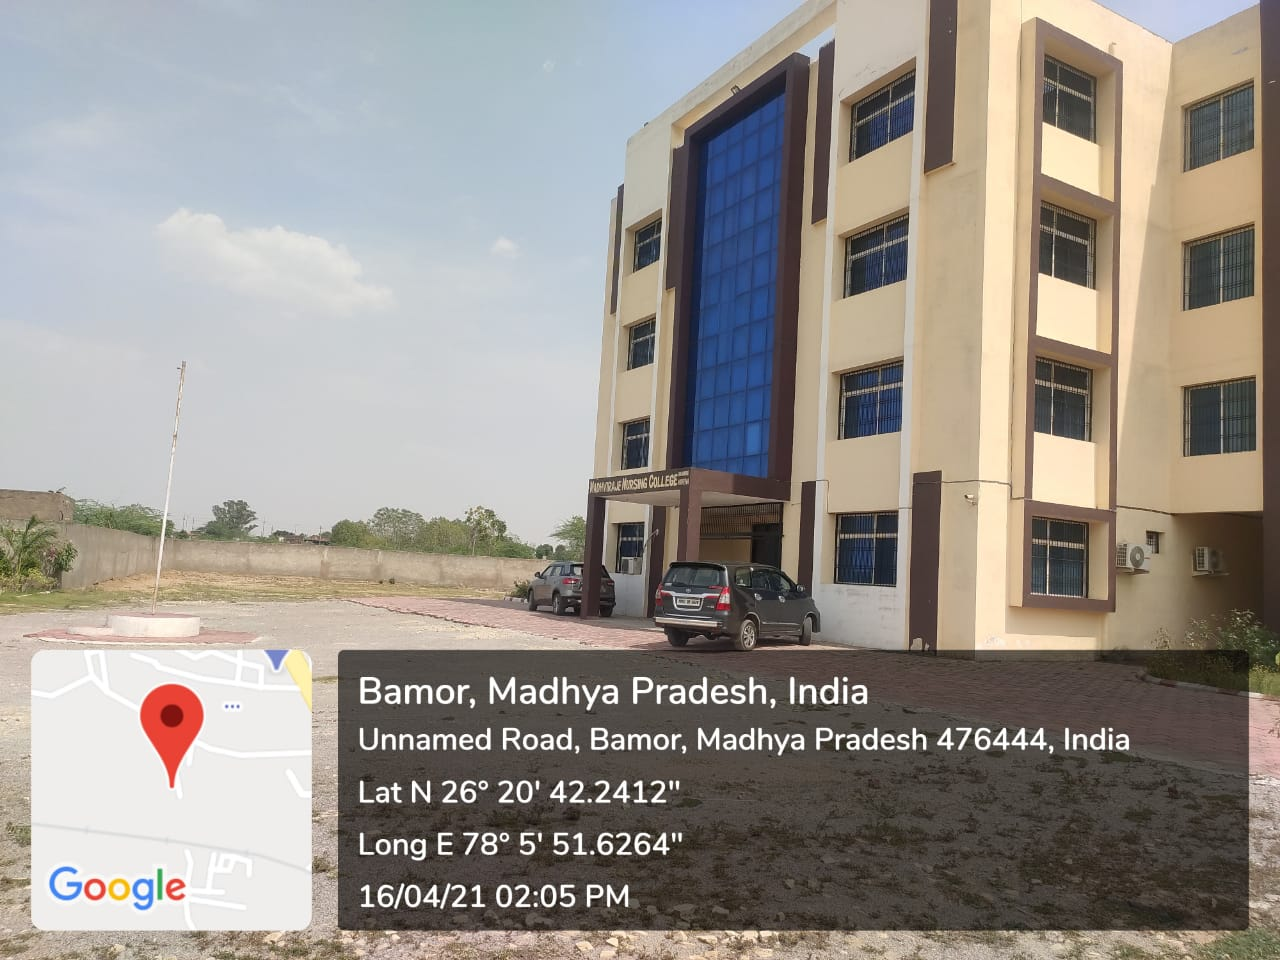 MADHVIRAJE NURSING COLLEGE
Bamor, Madhya Pradesh, India
Unnamed Road, Bamor, Madhya Pradesh 476444, India
Lat N 26° 20' 42.2412"
Long E 78° 5' 51.6264"
16/04/21 02:05 PM
Google